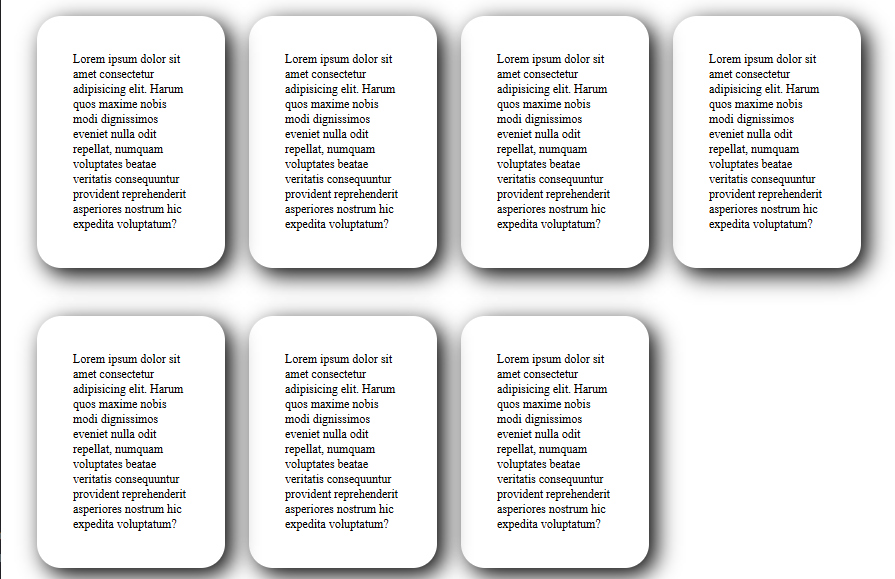 Lorem ipsum dolor sit
amet consectetur
adipisicing elit. Harum
quos maxime nobis
modi dignissimos
eveniet nulla odit
repellat, numquam
voluptates beatae
veritatis consequuntur
provident reprehenderit
asperiores nostrum hic
expedita voluptatum?
Lorem ipsum dolor sit
amet consectetur
adipisicing elit. Harum
quos maxime nobis
modi dignissimos
eveniet nulla odit
repellat, numquam
voluptates beatae
veritatis consequuntur
provident reprehenderit
asperiores nostrum hic
expedita voluptatum?
Lorem ipsum dolor sit
amet consectetur
adipisicing elit. Harum
quos maxime nobis
modi dignissimos
eveniet nulla odit
repellat, numquam
voluptates beatae
veritatis consequuntur
provident reprehenderit
asperiores nostrum hic
expedita voluptatum?
Lorem ipsum dolor sit
amet consectetur
adipisicing elit. Harum
quos maxime nobis
modi dignissimos
eveniet nulla odit
repellat, numquam
voluptates beatae
veritatis consequuntur
provident reprehenderit
asperiores nostrum hic
expedita voluptatum?
Lorem ipsum dolor sit
amet consectetur
adipisicing elit. Harum
quos maxime nobis
modi dignissimos
eveniet nulla odit
repellat, numquam
voluptates beatae
veritatis consequuntur
provident reprehenderit
asperiores nostrum hic
expedita voluptatum?
Lorem ipsum dolor sit
amet consectetur
adipisicing elit. Harum
quos maxime nobis
modi dignissimos
eveniet nulla odit
repellat, numquam
voluptates beatae
veritatis consequuntur
provident reprehenderit
asperiores nostrum hic
expedita voluptatum?
Lorem ipsum dolor sit
amet consectetur
adipisicing elit. Harum
quos maxime nobis
modi dignissimos
eveniet nulla odit
repellat, numquam
voluptates beatae
veritatis consequuntur
provident reprehenderit
asperiores nostrum hic
expedita voluptatum?